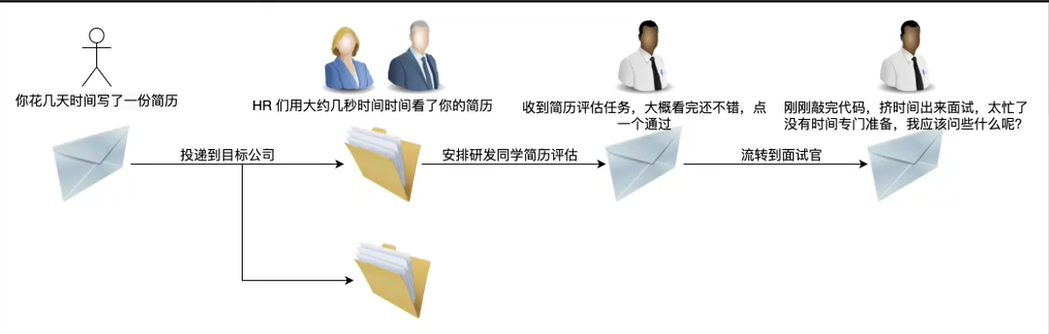 你花几天时间写了一份简历
HR 们用大约几秒时间时间看了你的简历
收到简历评估任务，大概看完还不错，点
一个通过
刚刚敲完代码，挤时间出来面试，太忙了
没有时间专门准备，我应该问些什么呢？
投递到目标公司
安排研发同学简历评估
流转到面试官